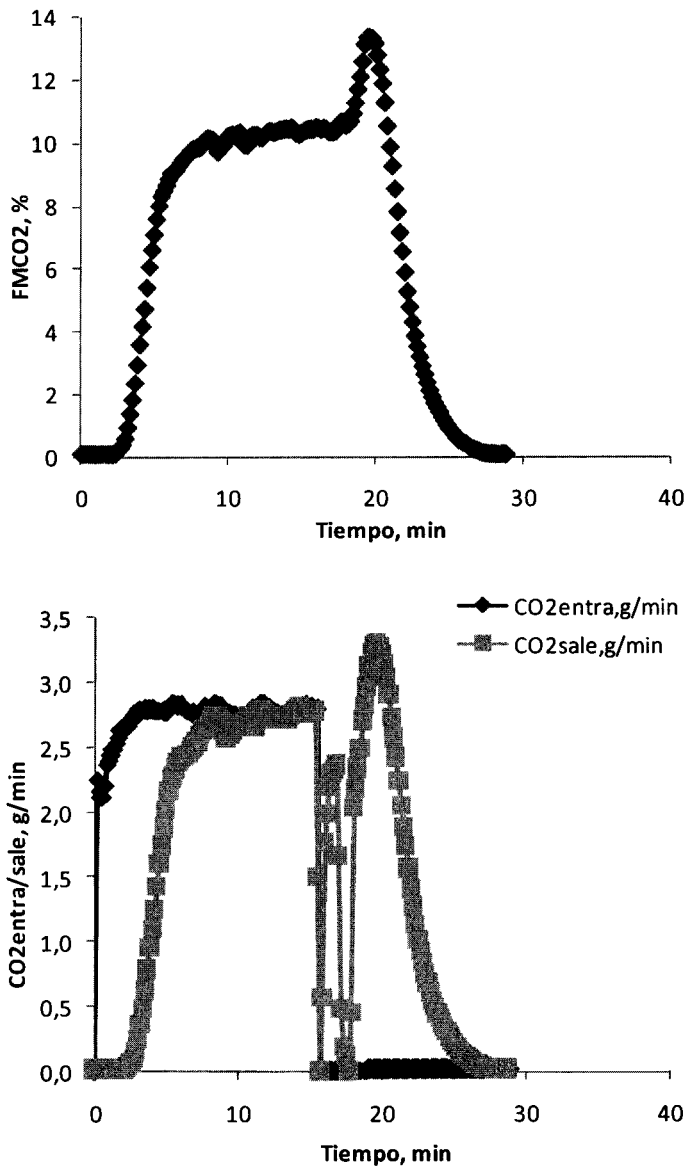 14
12
10
8
6
4
2
0
FMCO2, %
0 10 20 30 40
Tiempo, min
CO2entra,g/min
CO2sale,g/min
3,5
3,0
2,5
2,0
1,5
1,0
0,5
0,0
CO2entra/sale, g/min
0 10 20 30 40
Tiempo, min